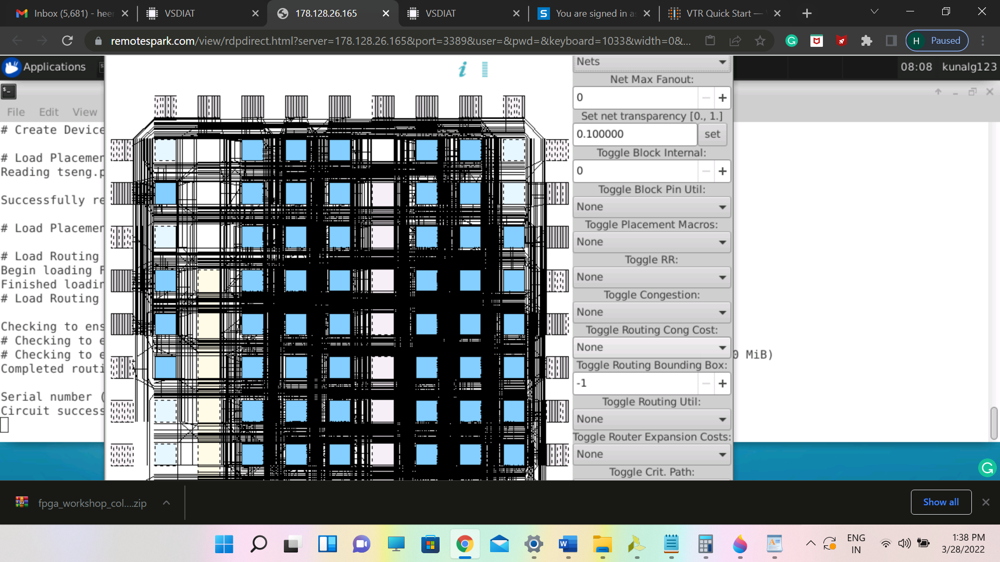 Inbox (5,681) - heer
VSDIAT
178.128.26.165
VSDIAT
You are signed in as
VTR Quick Start —
remotespark.com/view/rdpdirect.html?server=178.128.26.165&port=3389&user=&pwd=&keyboard=1033&width=0&...
H Paused
Applications
08:08 kunalg123
File Edit View
# Create Device
# Load Placemen
Reading tseng.p
Successfully re
# Load Placemen
# Load Routing
Begin loading F
Finished loadin
# Load Routing
Checking to ens
# Checking to e
# Checking to e
0 MiB)
Completed routi
Serial number (
Circuit success
Nets
Net Max Fanout:
0
Set net transparency [0., 1.]
0.100000 set
Toggle Block Internal:
0
Toggle Block Pin Util:
None
Toggle Placement Macros:
None
Toggle RR:
None
Toggle Congestion:
None
Toggle Routing Cong Cost:
None
Toggle Routing Bounding Box:
-1
Toggle Routing Util:
None
Toggle Router Expansion Costs:
None
Toggle Crit. Path:
fpga_workshop_col....zip
Show all
ENG
IN
1:38 PM
3/28/2022